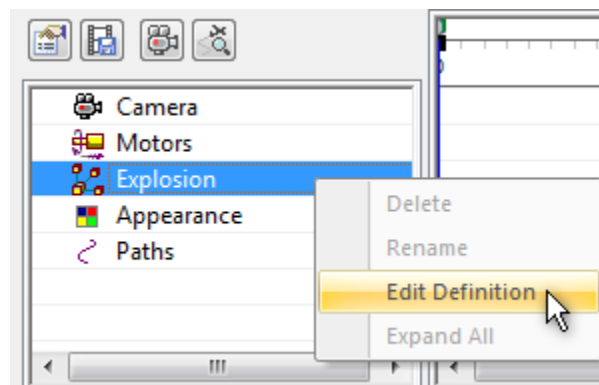 Camera
Motors
Explosion
Appearance
Paths
Delete
Rename
Edit Definition
Expand All